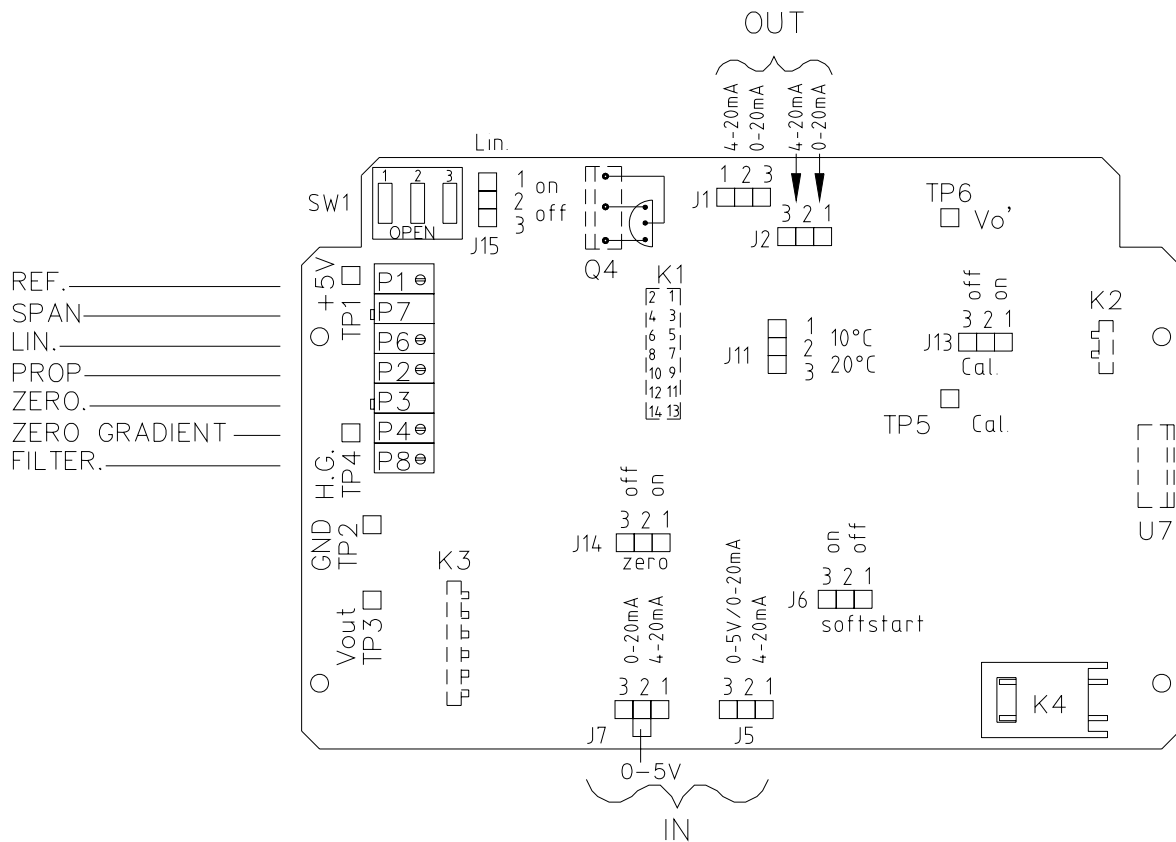 OUT
4-20mA
0-20mA
4-20mA
0-20mA
Lin.
1 2 3
OPEN
SW1
1 on
2
3 off
J15
Q4
1 2 3
J1
3 2 1
J2
TP6
Vo'
REF.
SPAN
LIN.
PROP
ZERO.
ZERO GRADIENT
FILTER.
+5V
TP1
P1
P7
P6
P2
P3
P4
P8
H.G.
TP4
GND
TP2
Vout
TP3
K1
2 1
4 3
6 5
8 7
10 9
12 11
14 13
J11
1
2 10°C
3 20°C
off
on
3 2 1
J13
Cal.
K2
TP5 Cal.
U7
off
on
3 2 1
J14
zero
K3
on
off
3 2 1
J6
softstart
0-20mA
4-20mA
3 2 1
J7
0-5V
0-5V/0-20mA
4-20mA
3 2 1
J5
K4
IN